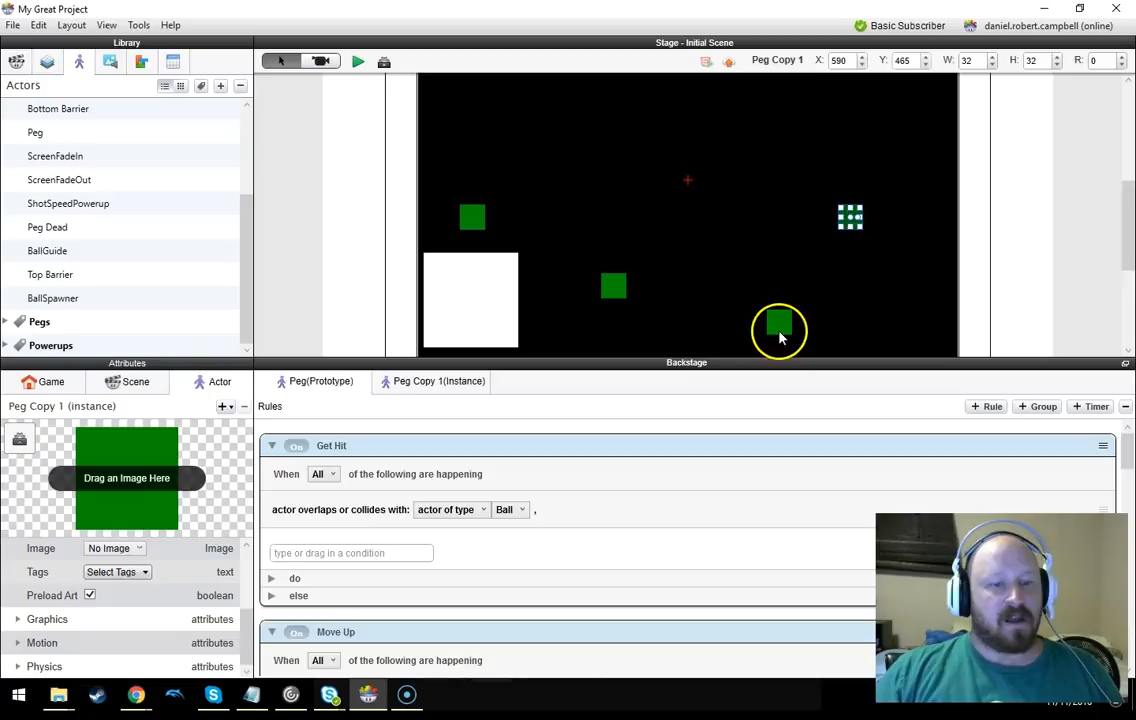 My Great Project
File Edit Layout View Tools Help
Basic Subscriber daniel.robert.campbell (online)
Library
Stage - Initial Scene
Peg Copy 1 X: 590 Y: 465 W: 32 H: 32 R: 0
Actors
Bottom Barrier
Peg
ScreenFadeIn
ScreenFadeOut
ShotSpeedPowerup
Peg Dead
BallGuide
Top Barrier
BallSpawner
Pegs
Powerups
Attributes
Backstage
Game Scene Actor
Peg(Prototype) Peg Copy 1(Instance)
Peg Copy 1 (instance)
Rules
+ Rule + Group + Timer
Drag an Image Here
On Get Hit
When All of the following are happening
actor overlaps or collides with: actor of type Ball ,
type or drag in a condition
do
else
On Move Up
When All of the following are happening
Image No Image Image
Tags Select Tags text
Preload Art boolean
Graphics attributes
Motion attributes
Physics attributes